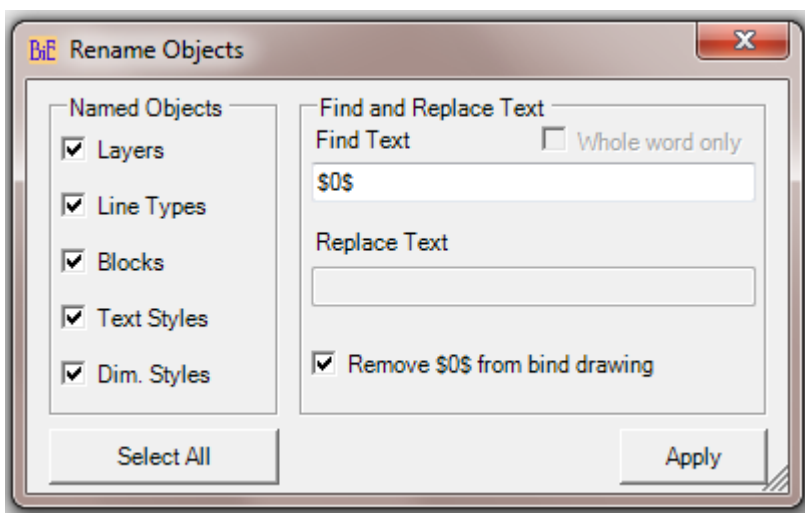 BiE Rename Objects
Named Objects
Layers
Line Types
Blocks
Text Styles
Dim. Styles
Select All
Find and Replace Text
Find Text
Whole word only
$0$
Replace Text
Remove $0$ from bind drawing
Apply